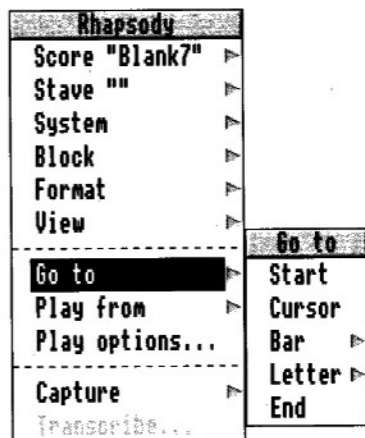 Rhapsody
Score "Blank7"
Stave ""
System
Block
Format
View
Go to
Play from
Play options...
Capture
Transcribe...
Go to
Start
Cursor
Bar
Letter
End